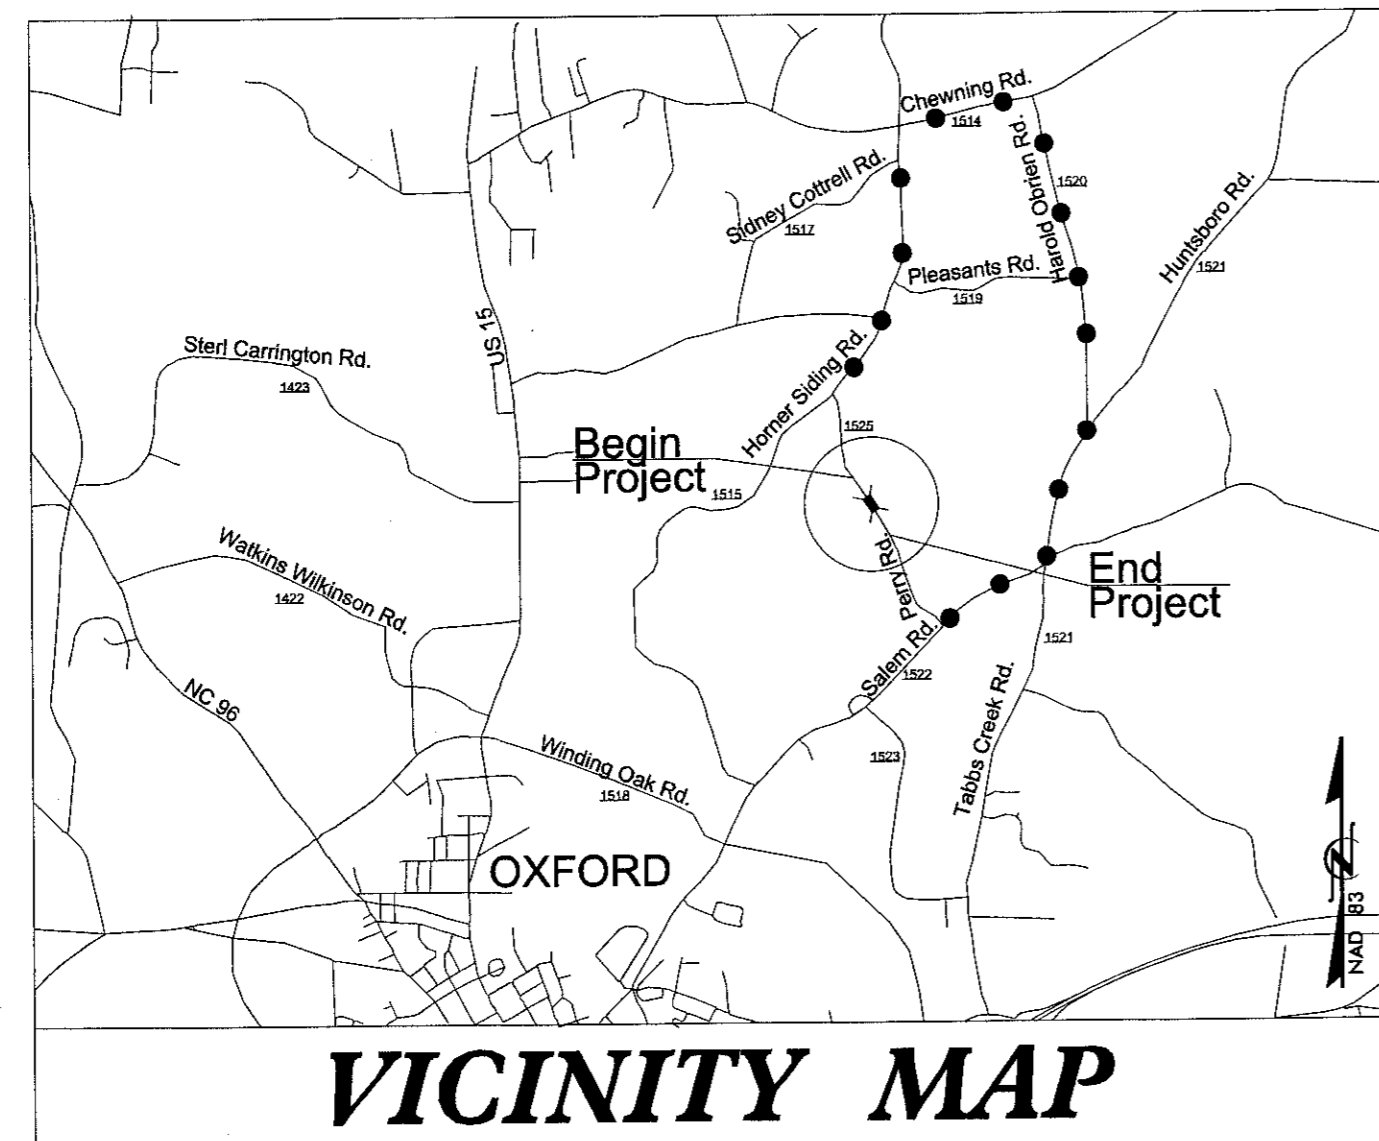 Chewning Rd.
1514
Harold Obrien Rd.
1520
Sidney Cottrell Rd.
1517
Huntsboro Rd.
1521
Pleasants Rd.
1519
US 15
Sterl Carrington Rd.
1423
Horner Siding Rd.
1525
Begin
Project
1515
Watkins Wilkinson Rd.
1422
Perry Rd.
End
Project
Salem Rd.
1522
1521
NC 96
Tabbs Creek Rd.
Winding Oak Rd.
1518
1523
OXFORD
N
NAD 83
VICINITY MAP